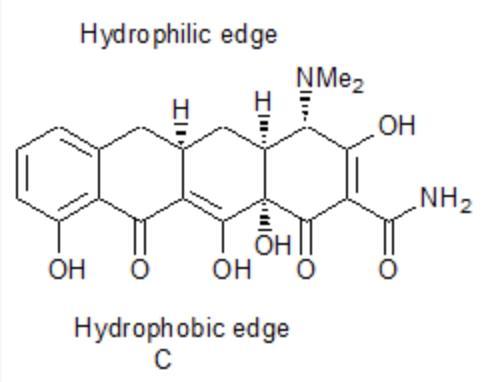 Hydrophilic edge
NMe2
H
H
OH
NH2
OH
OH
O
OH
O
O
Hydrophobic edge
C